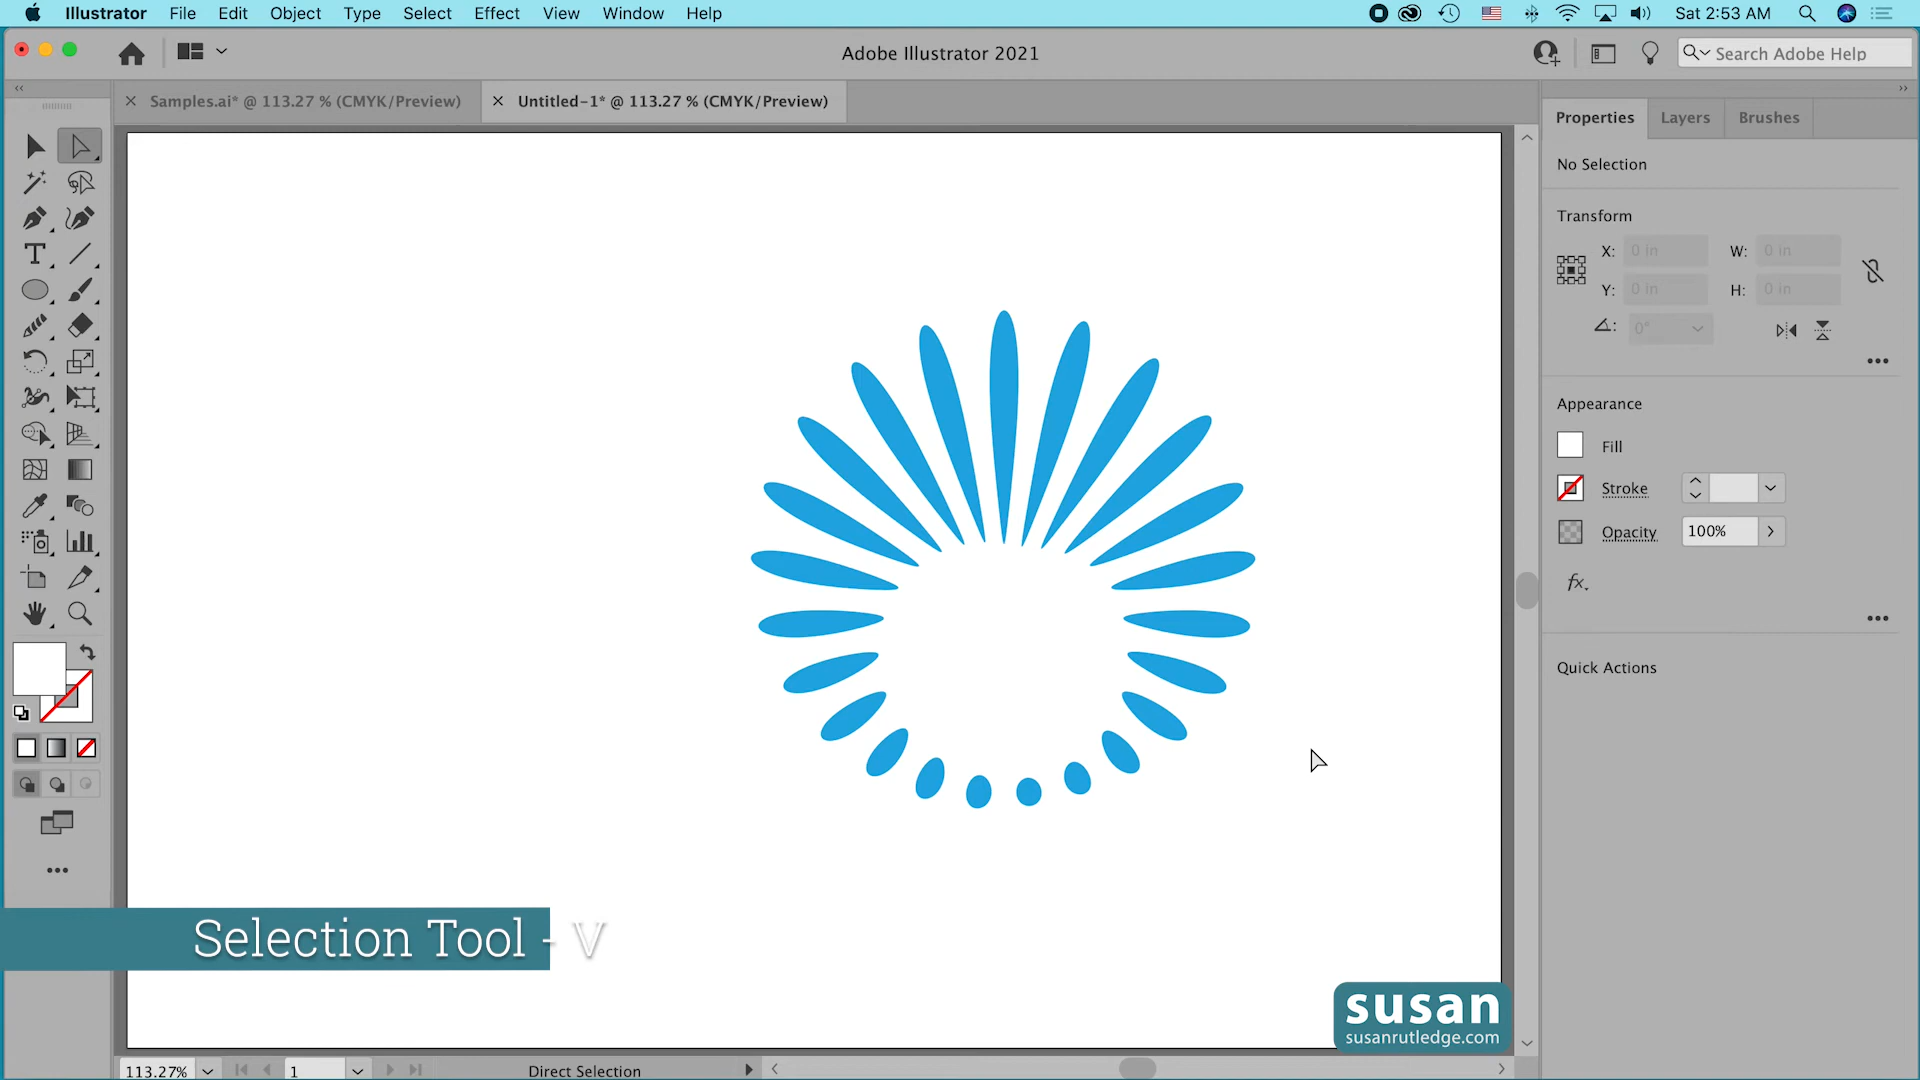 Illustrator File Edit Object Type Select Effect View Window Help Sat 2:53 AM
Adobe Illustrator 2021
Search Adobe Help
Samples.ai* @ 113.27 % (CMYK/Preview)
Untitled-1* @ 113.27 % (CMYK/Preview)
Properties Layers Brushes
No Selection
Transform
X: 0 in W: 0 in
Y: 0 in H: 0 in
0°
Appearance
Fill
Stroke
Opacity 100%
fx.
Quick Actions
Selection Tool - V
susan
susanrutledge.com
113.27% 1 Direct Selection